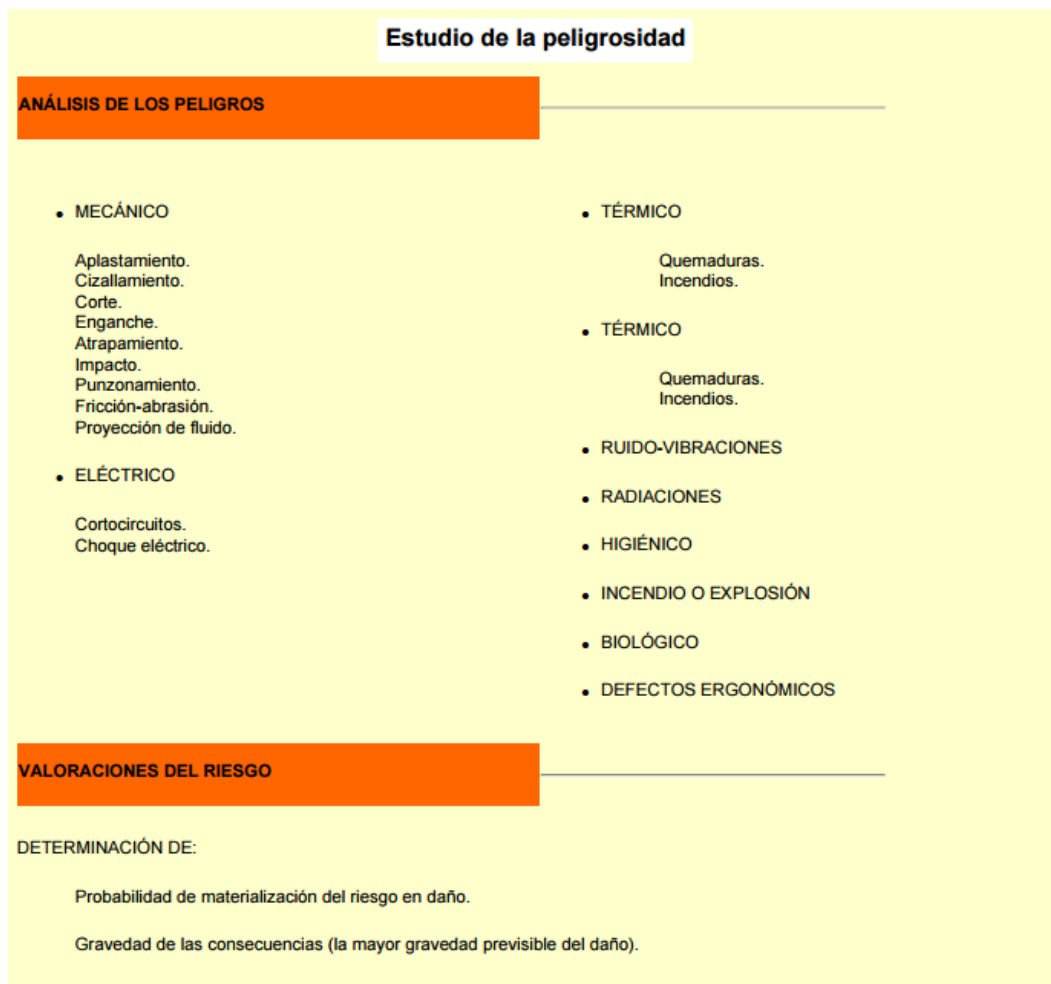 Estudio de la peligrosidad
ANÁLISIS DE LOS PELIGROS
• MECÁNICO
Aplastamiento.
Cizallamiento.
Corte.
Enganche.
Atrapamiento.
Impacto.
Punzonamiento.
Fricción-abrasión.
Proyección de fluido.
• ELÉCTRICO
Cortocircuitos.
Choque eléctrico.
• TÉRMICO
Quemaduras.
Incendios.
• TÉRMICO
Quemaduras.
Incendios.
• RUIDO-VIBRACIONES
• RADIACIONES
• HIGIÉNICO
• INCENDIO O EXPLOSIÓN
• BIOLÓGICO
• DEFECTOS ERGONÓMICOS
VALORACIONES DEL RIESGO
DETERMINACIÓN DE:
Probabilidad de materialización del riesgo en daño.
Gravedad de las consecuencias (la mayor gravedad previsible del daño).